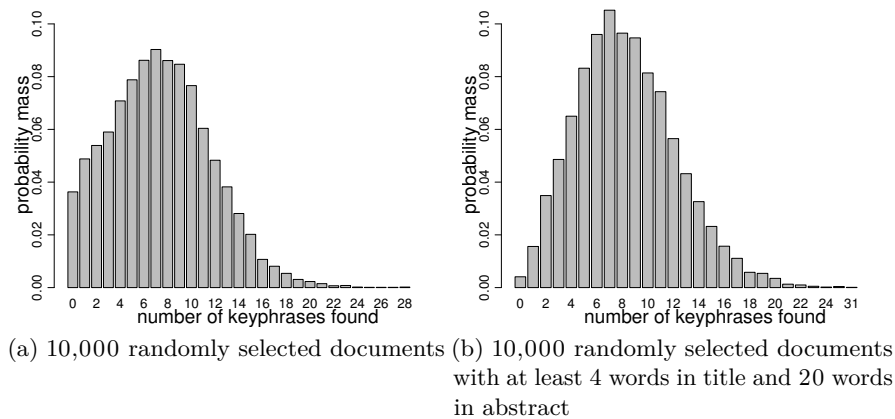 probability mass
0.00 0.02 0.04 0.06 0.08 0.10
0 2 4 6 8 10 12 14 16 18 20 22 24 26 28
number of keyphrases found
(a) 10,000 randomly selected documents
probability mass
0.00 0.02 0.04 0.06 0.08 0.10
0 2 4 6 8 10 12 14 16 18 20 22 24 31
number of keyphrases found
(b) 10,000 randomly selected documents
with at least 4 words in title and 20 words
in abstract